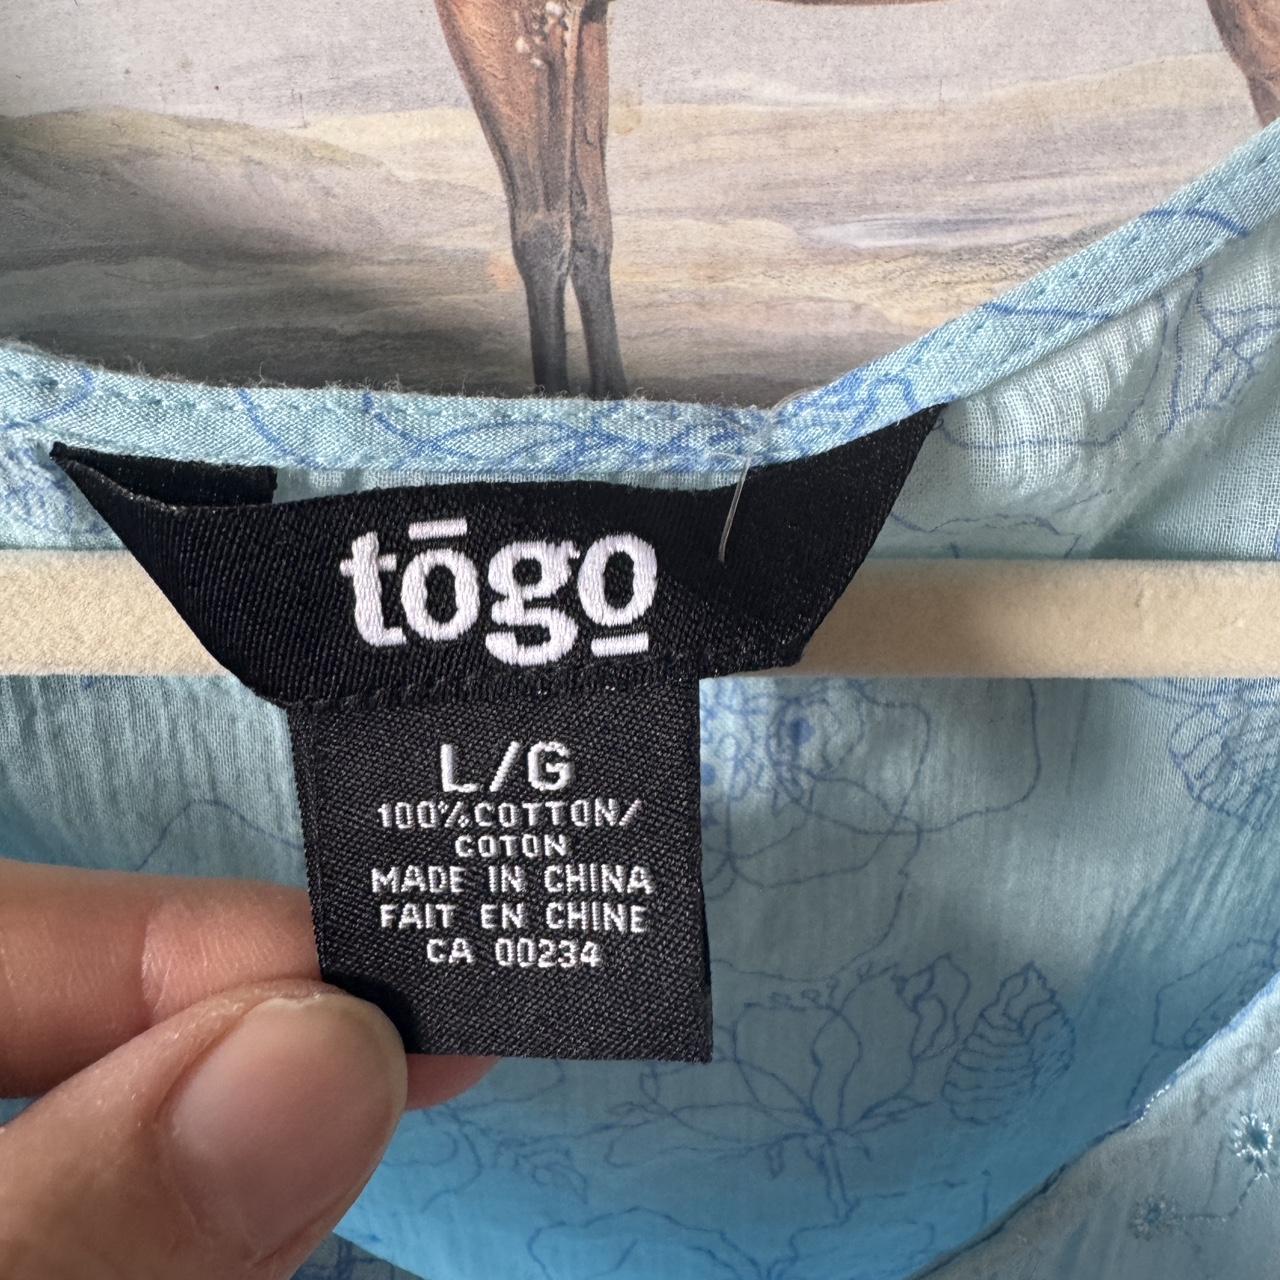 tōgo
L/G
100%COTTON/
COTON
MADE IN CHINA
FAIT EN CHINE
CA 00234